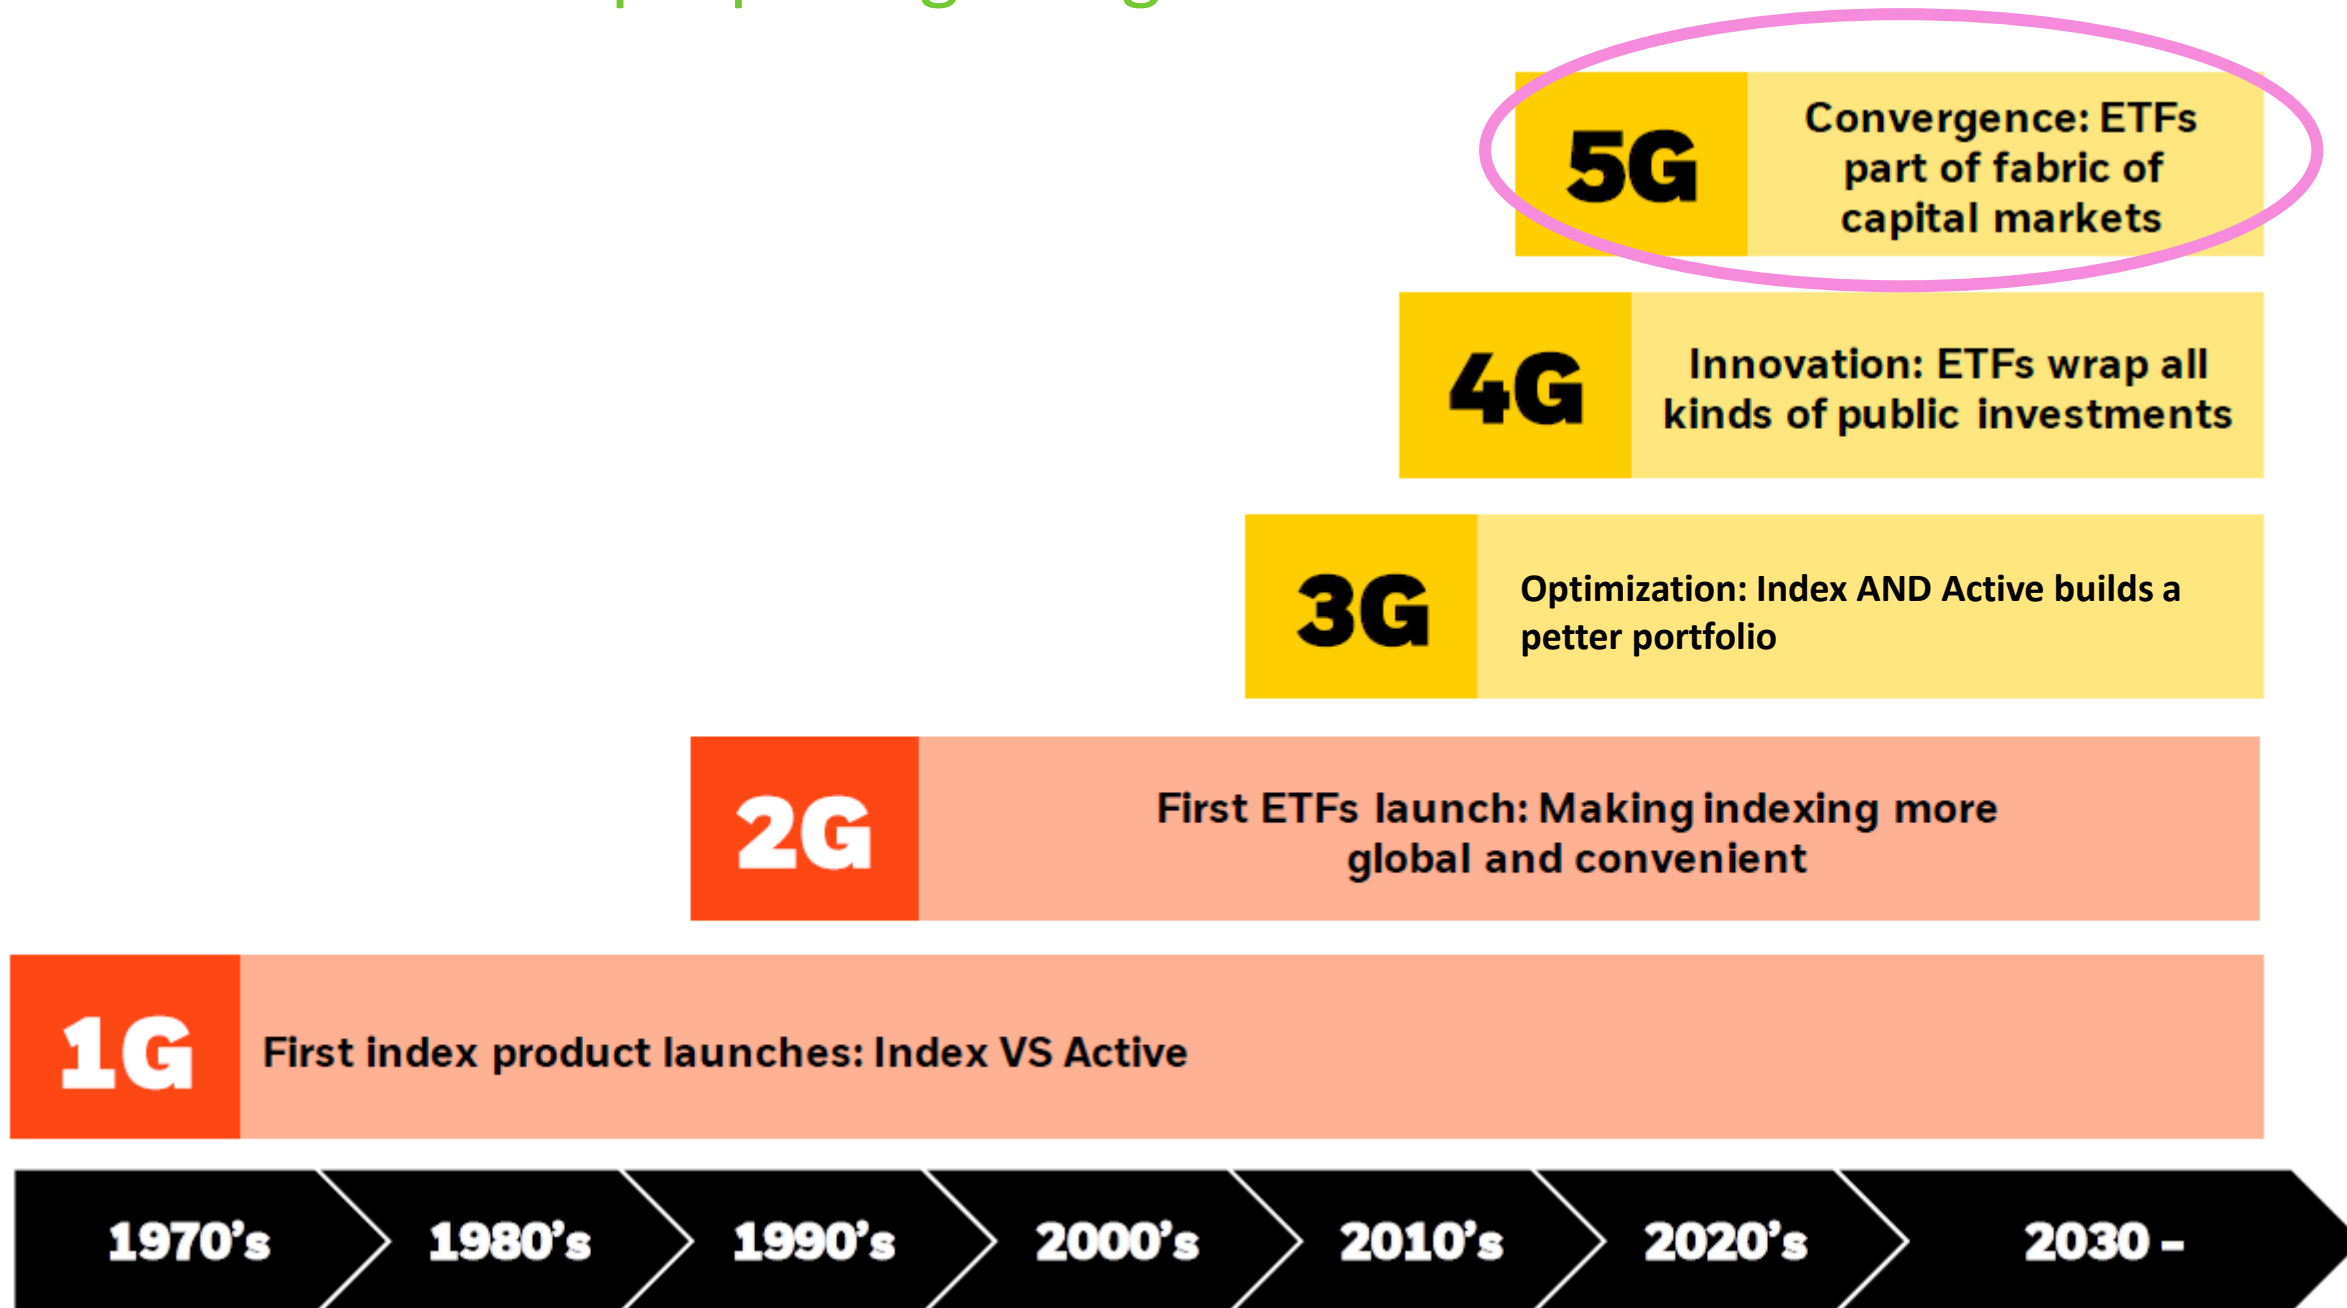 5G
Convergence: ETFs
part of fabric of
capital markets
4G
Innovation: ETFs wrap all
kinds of public investments
3G
Optimization: Index AND Active builds a
petter portfolio
2G
First ETFs launch: Making indexing more
global and convenient
1G
First index product launches: Index VS Active
1970's
1980's
1990's
2000's
2010's
2020's
2030 –